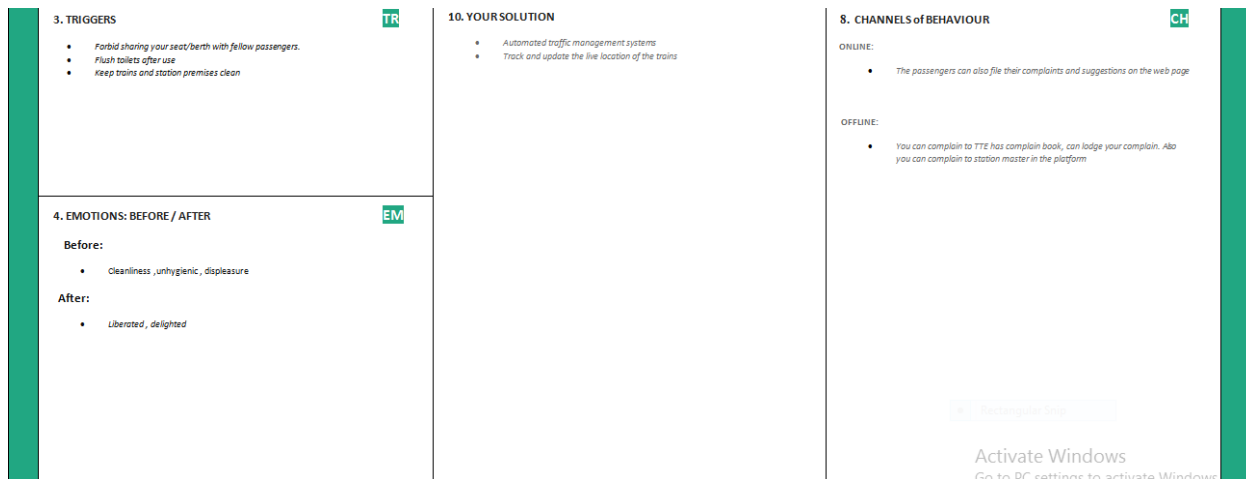 3. TRIGGERS
TR
Forbid sharing your seat/berth with fellow passengers.
Flush toilets after use
Keep trains and station premises clean
4. EMOTIONS: BEFORE / AFTER
EM
Before:
Cleanliness ,unhygienic , displeasure
After:
Liberated , delighted
10. YOUR SOLUTION
Automated traffic management systems
Track and update the live location of the trains
8. CHANNELS of BEHAVIOUR
CH
ONLINE:
The passengers can also file their complaints and suggestions on the web page
OFFLINE:
You can complain to TTE has complain book, can lodge your complain. Also
you can complain to station master in the platform
Rectangular Snip
Activate Windows
Go to PC settings to activate Windows